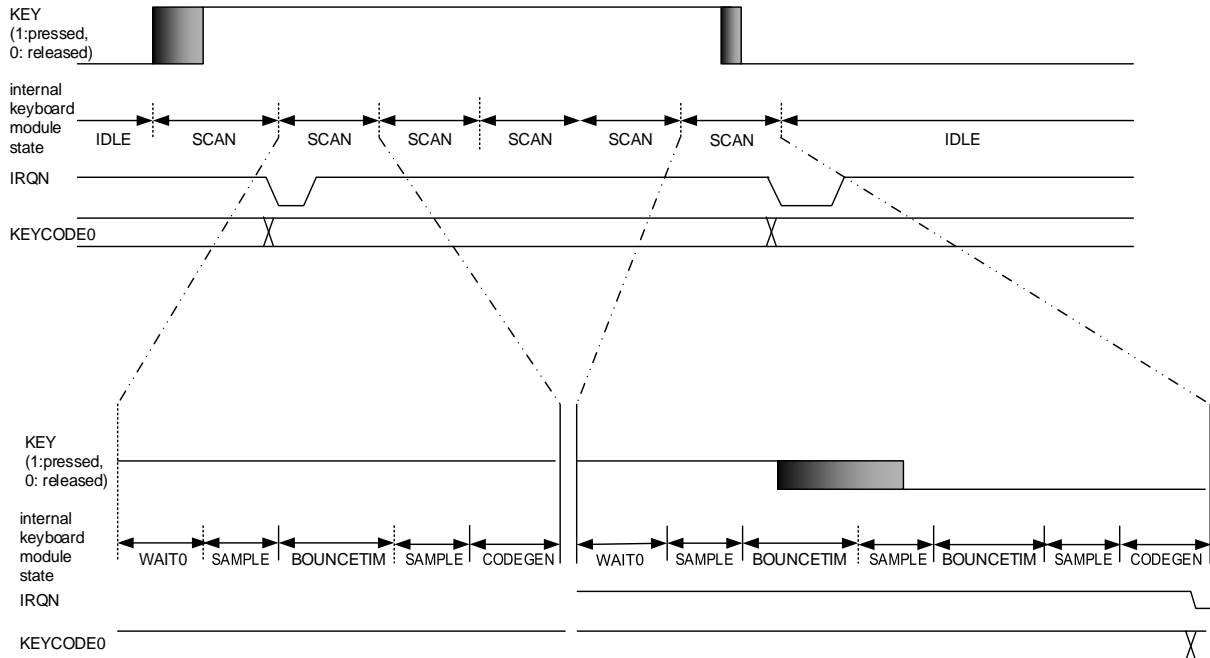 KEY
(1:pressed,
0: released)
internal
keyboard
module
state
IDLE SCAN SCAN SCAN SCAN SCAN SCAN IDLE
IRQN
KEYCODE0
KEY
(1:pressed,
0: released)
internal
keyboard
module
state
WAIT0 SAMPLE BOUNCETIM SAMPLE CODEGEN WAIT0 SAMPLE BOUNCETIM SAMPLE BOUNCETIM SAMPLE CODEGEN
IRQN
KEYCODE0